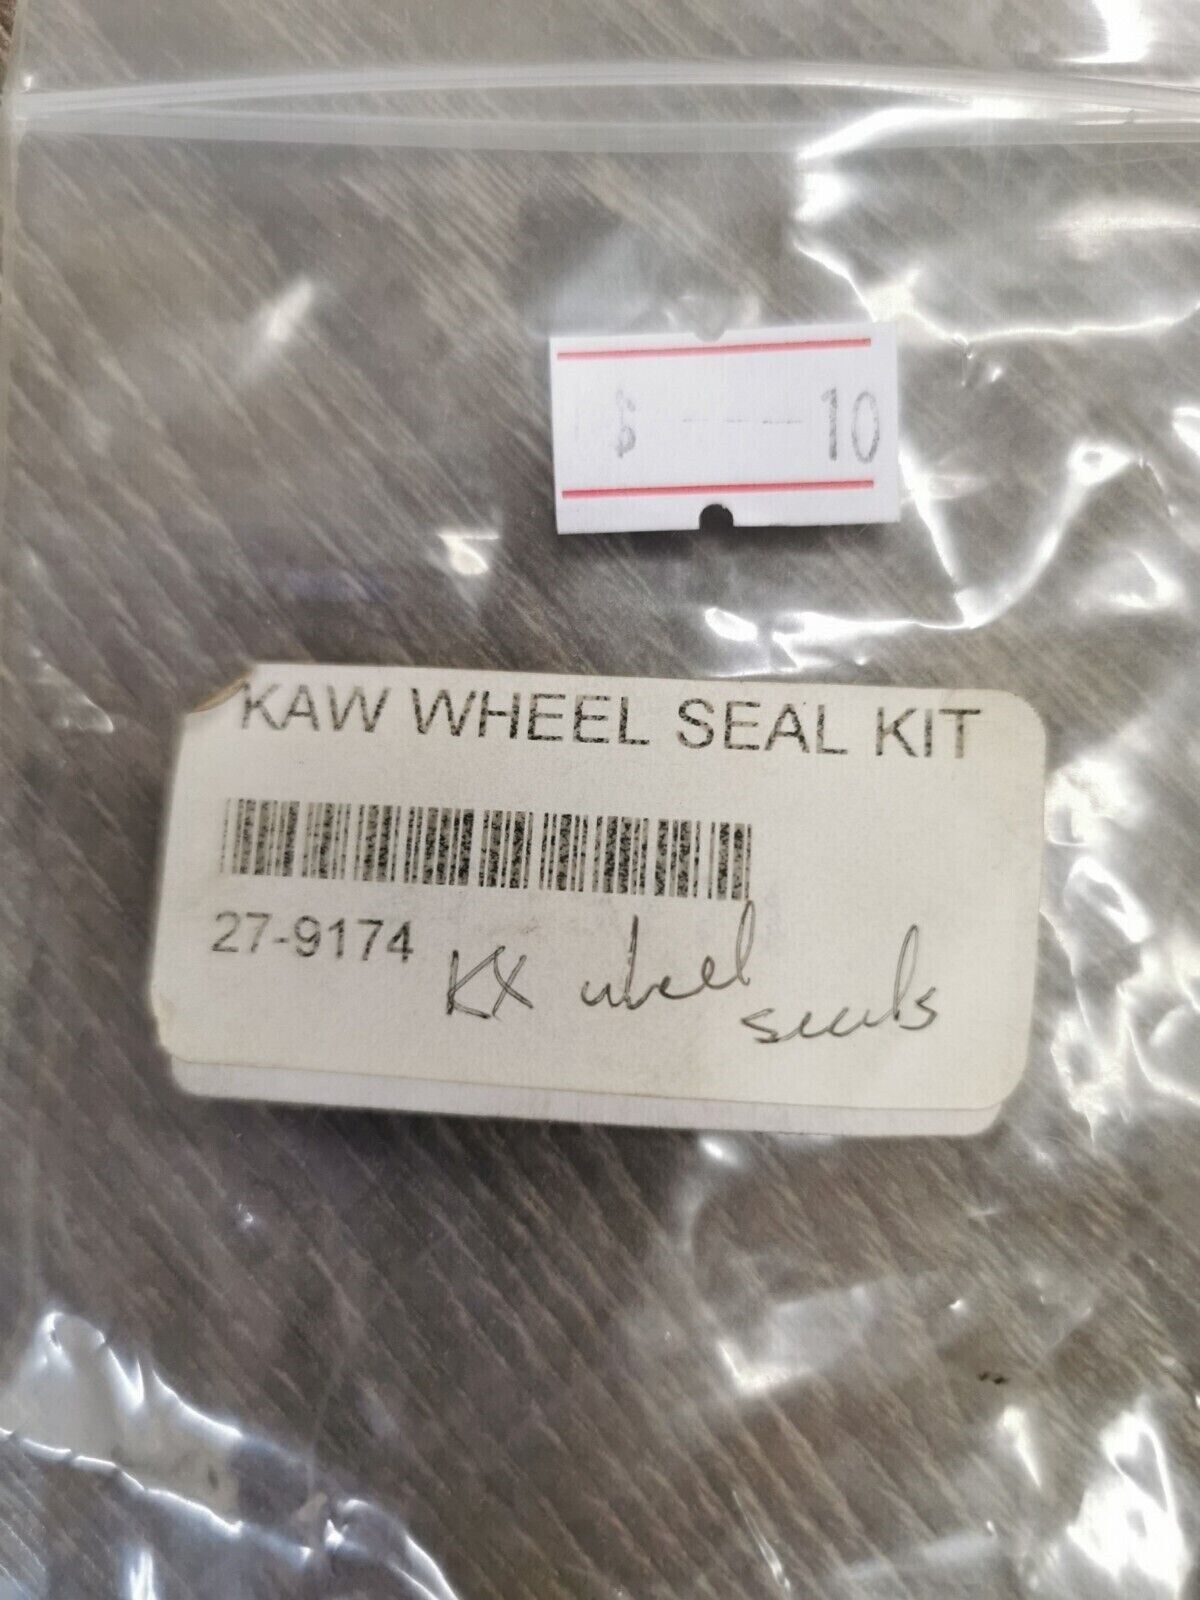 $ ---- 10
KAW WHEEL SEAL KIT
27-9174
KX wheel
seals